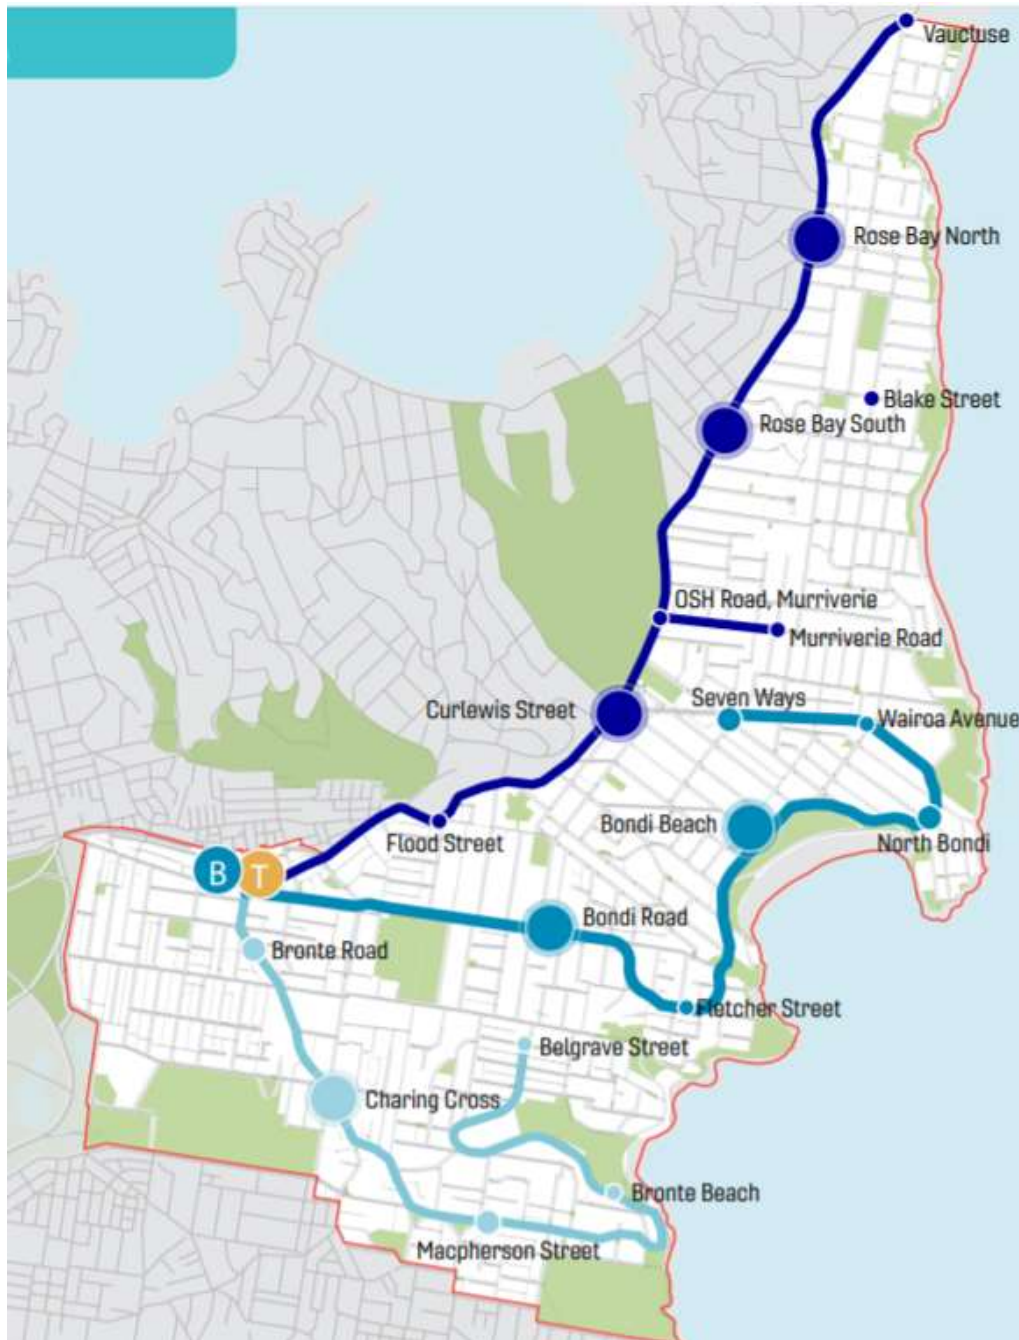 Vaucluse
Rose Bay North
Blake Street
Rose Bay South
OSH Road, Murriverie
Murriverie Road
Seven Ways
Curlewis Street
Wairoa Avenue
Bondi Beach
Flood Street
North Bondi
B
T
Bondi Road
Bronte Road
Fletcher Street
Belgrave Street
Charing Cross
Bronte Beach
Macpherson Street